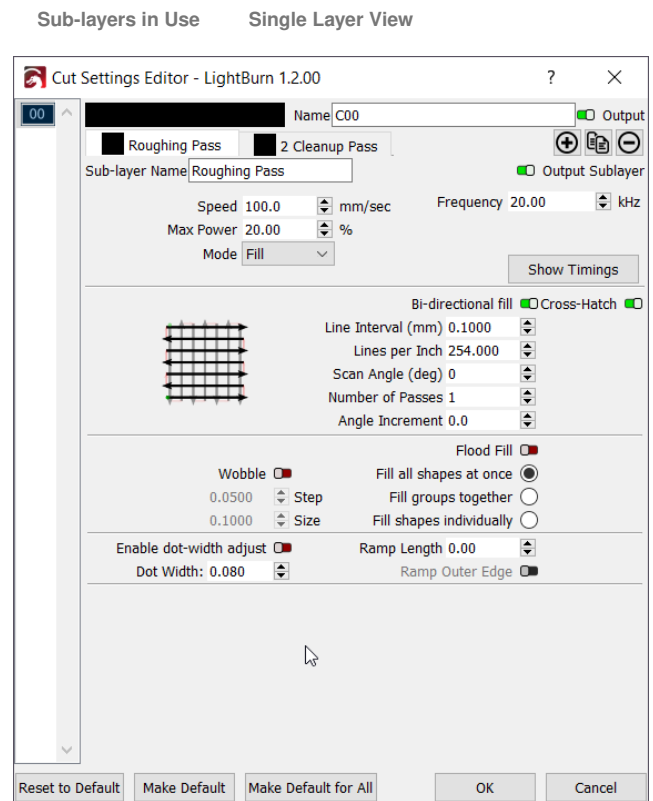 Sub-layers in Use Single Layer View
Cut Settings Editor - LightBurn 1.2.00 ?
00 Name C00 Output
Roughing Pass 2 Cleanup Pass
Sub-layer Name Roughing Pass Output Sublayer
Speed 100.0 mm/sec Frequency 20.00 kHz
Max Power 20.00 %
Mode Fill
Show Timings
Bi-directional fill Cross-Hatch
Line Interval (mm) 0.1000
Lines per Inch 254.000
Scan Angle (deg) 0
Number of Passes 1
Angle Increment 0.0
Flood Fill
Wobble Fill all shapes at once
0.0500 Step Fill groups together
0.1000 Size Fill shapes individually
Enable dot-width adjust Ramp Length 0.00
Dot Width: 0.080 Ramp Outer Edge
Reset to Default Make Default Make Default for All OK Cancel